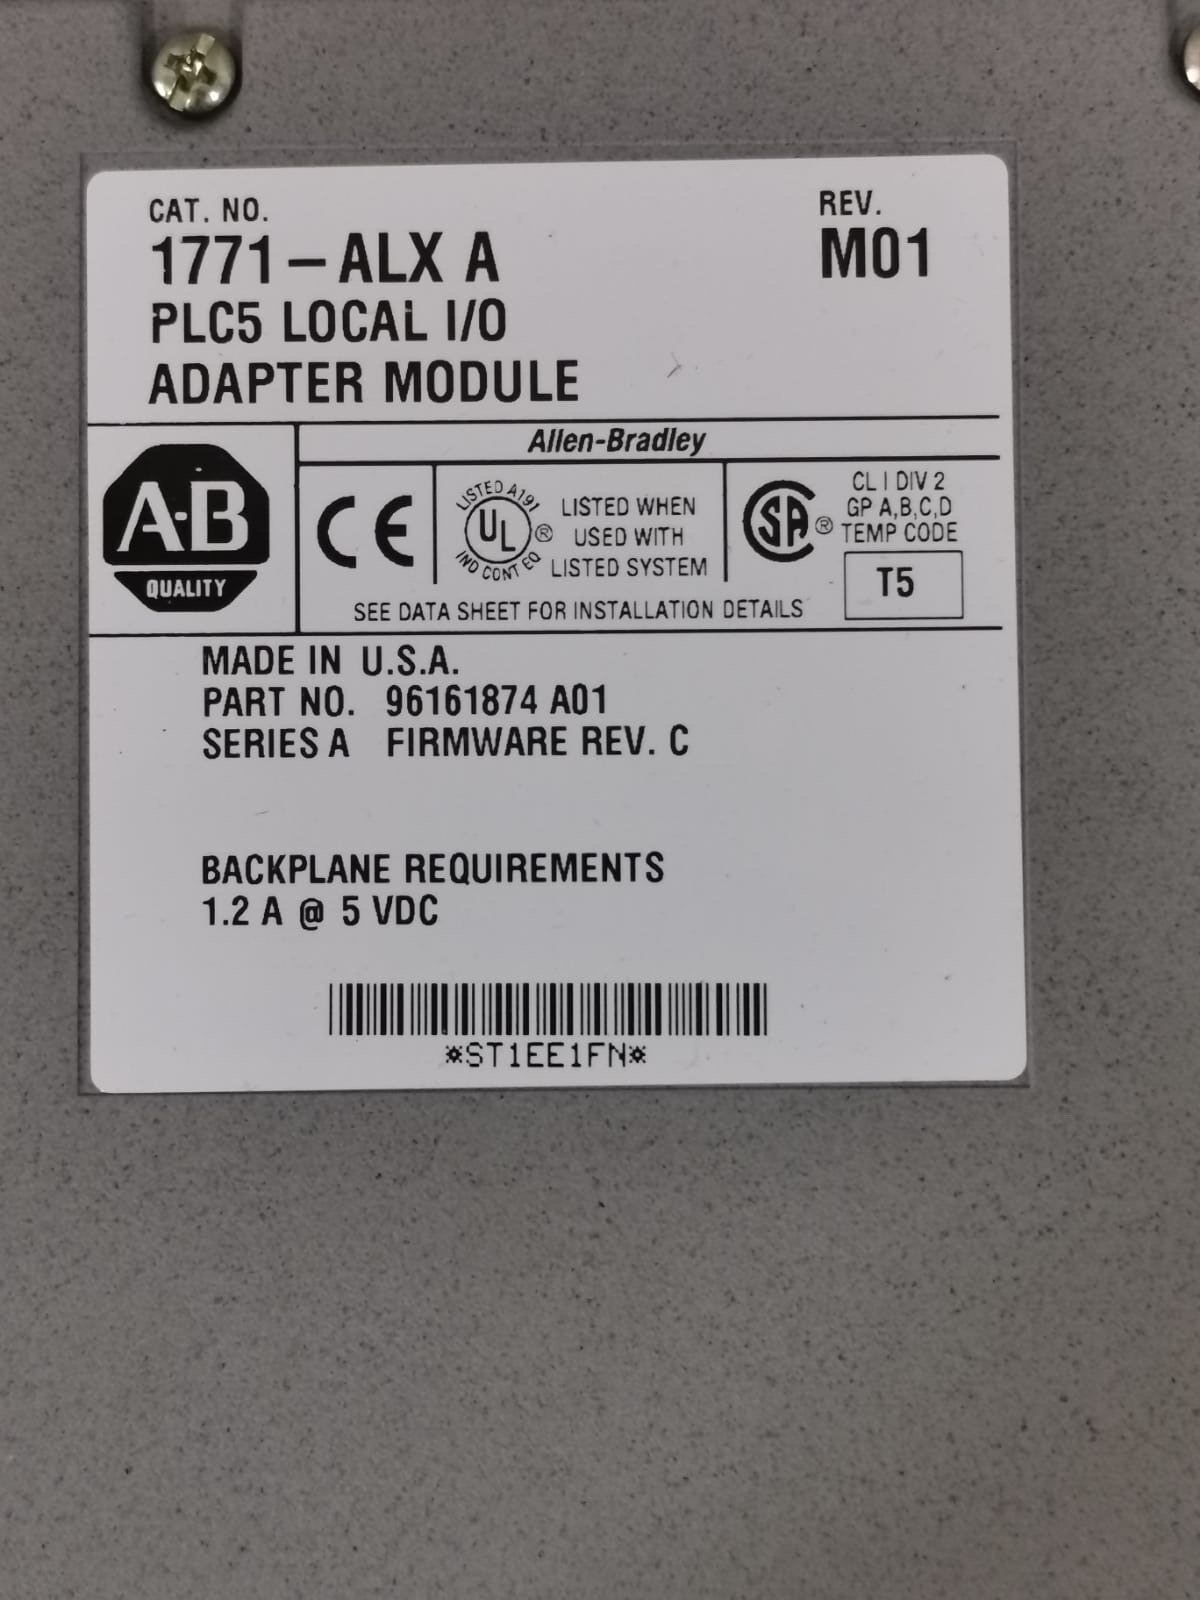 CAT. NO.
1771-ALX A
PLC5 LOCAL I/O
ADAPTER MODULE
REV.
M01
Allen-Bradley
A-B
QUALITY
CE
LISTED A191
UL ®
IND CONT EQ
LISTED WHEN
USED WITH
LISTED SYSTEM
SA ®
CL I DIV 2
GP A,B,C,D
TEMP CODE
T5
SEE DATA SHEET FOR INSTALLATION DETAILS
MADE IN U.S.A.
PART NO. 96161874 A01
SERIES A FIRMWARE REV. C
BACKPLANE REQUIREMENTS
1.2 A @ 5 VDC
*ST1EE1FN*